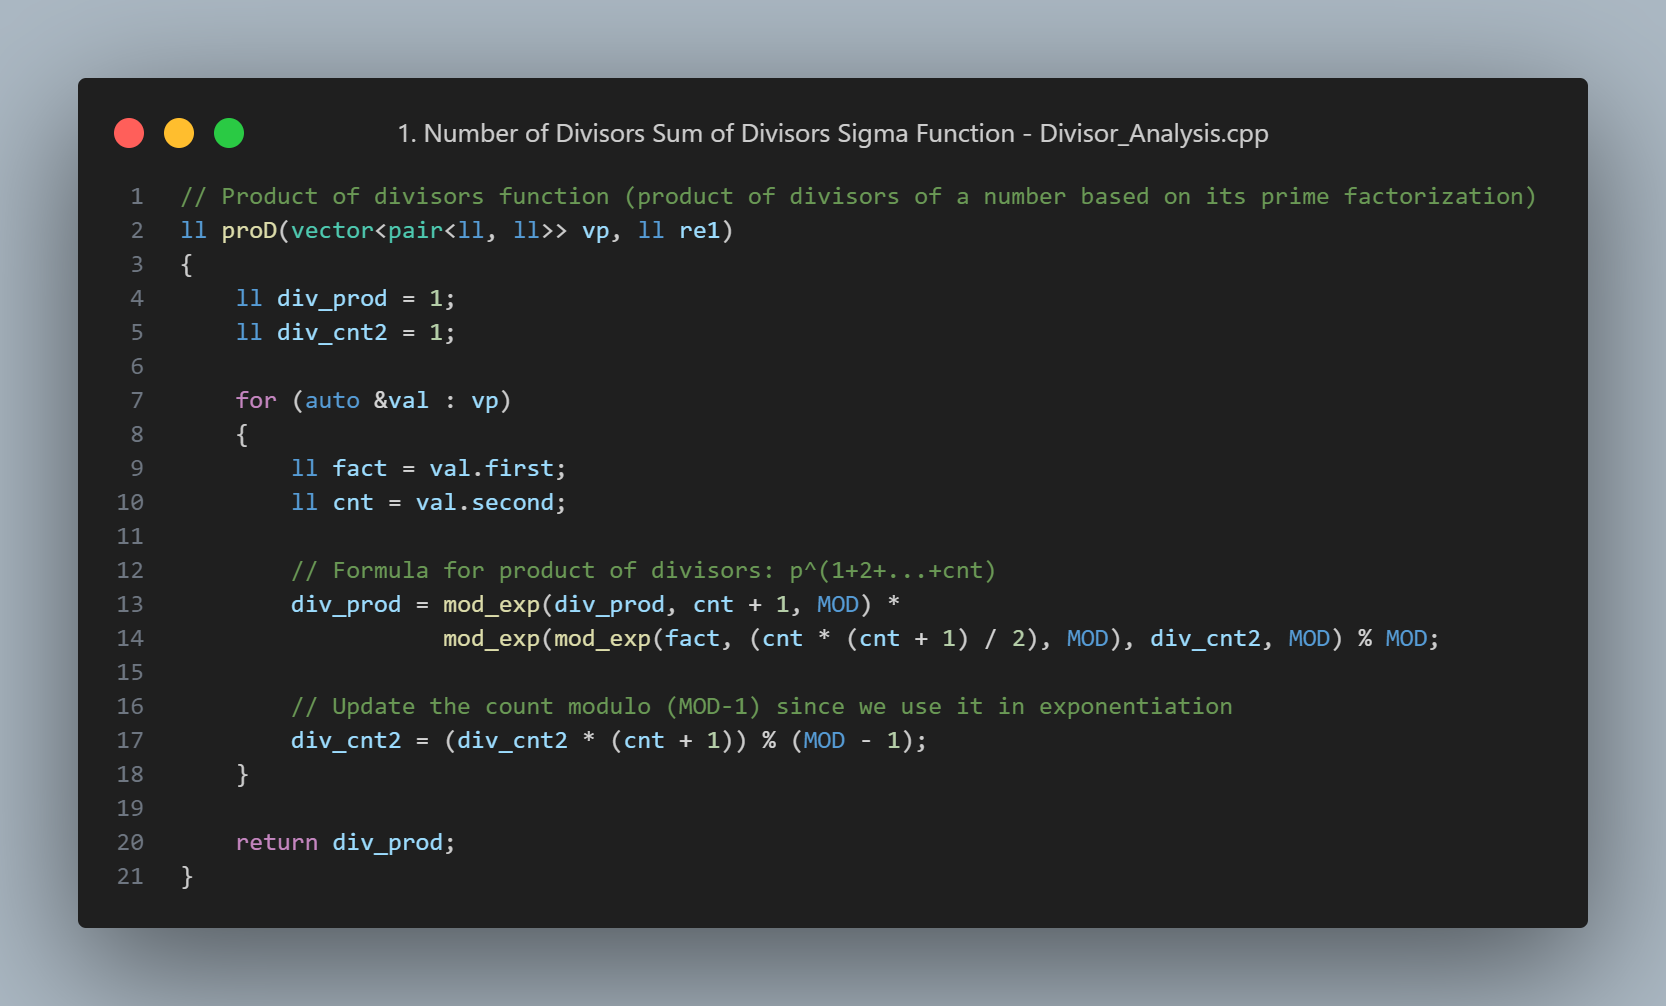 1. Number of Divisors Sum of Divisors Sigma Function - Divisor_Analysis.cpp
1 // Product of divisors function (product of divisors of a number based on its prime factorization)
2 ll proD(vector<pair<ll, ll>> vp, ll re1)
3 {
4     ll div_prod = 1;
5     ll div_cnt2 = 1;
6
7     for (auto &val : vp)
8     {
9         ll fact = val.first;
10         ll cnt = val.second;
11
12         // Formula for product of divisors: p^(1+2+...+cnt)
13         div_prod = mod_exp(div_prod, cnt + 1, MOD) *
14                    mod_exp(mod_exp(fact, (cnt * (cnt + 1) / 2), MOD), div_cnt2, MOD) % MOD;
15
16         // Update the count modulo (MOD-1) since we use it in exponentiation
17         div_cnt2 = (div_cnt2 * (cnt + 1)) % (MOD - 1);
18     }
19
20     return div_prod;
21 }